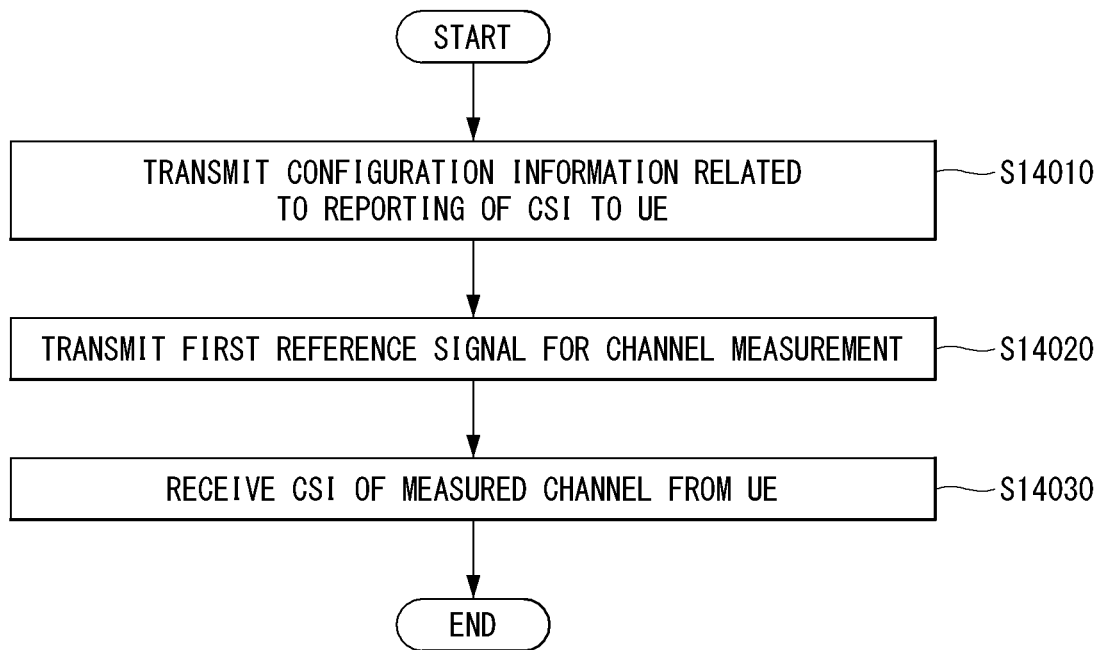 START
TRANSMIT CONFIGURATION INFORMATION RELATED
TO REPORTING OF CSI TO UE
S14010
TRANSMIT FIRST REFERENCE SIGNAL FOR CHANNEL MEASUREMENT
S14020
RECEIVE CSI OF MEASURED CHANNEL FROM UE
S14030
END